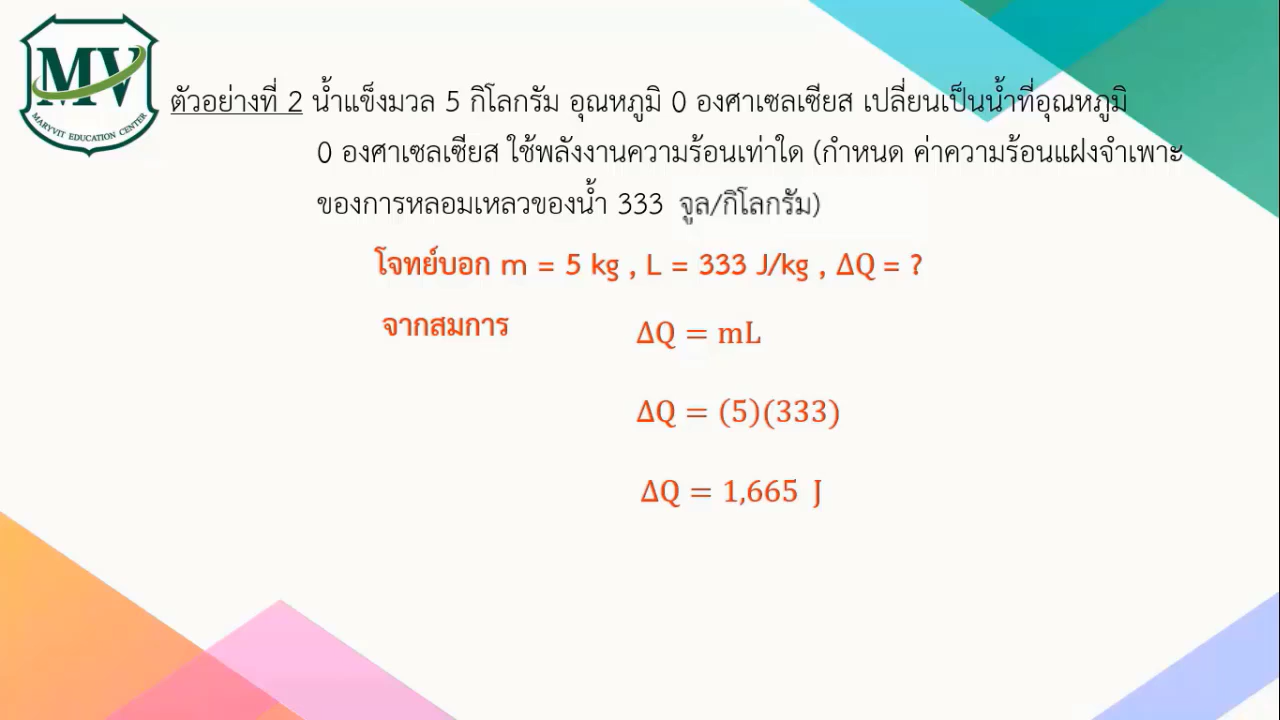 MV
MARYVIT EDUCATION CENTER
ตัวอย่างที่ 2 น้ำแข็งมวล 5 กิโลกรัม อุณหภูมิ 0 องศาเซลเซียส เปลี่ยนเป็นน้ำที่อุณหภูมิ
0 องศาเซลเซียส ใช้พลังงานความร้อนเท่าใด (กำหนด ค่าความร้อนแฝงจำเพาะ
ของการหลอมเหลวของน้ำ 333 จูล/กิโลกรัม)
โจทย์บอก m = 5 kg , L = 333 J/kg , ΔQ = ?
จากสมการ ΔQ = mL
ΔQ = (5)(333)
ΔQ = 1,665 J